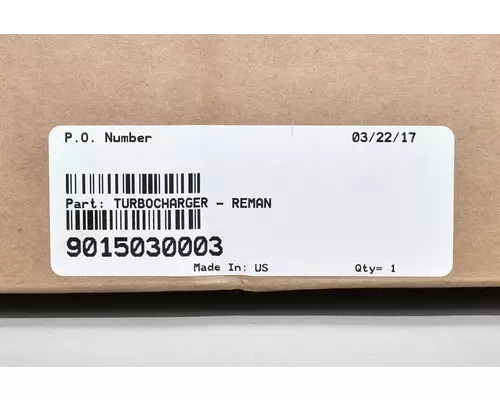 P.O. Number 03/22/17
Part: TURBOCHARGER - REMAN
9015030003
Made In: US Qty= 1